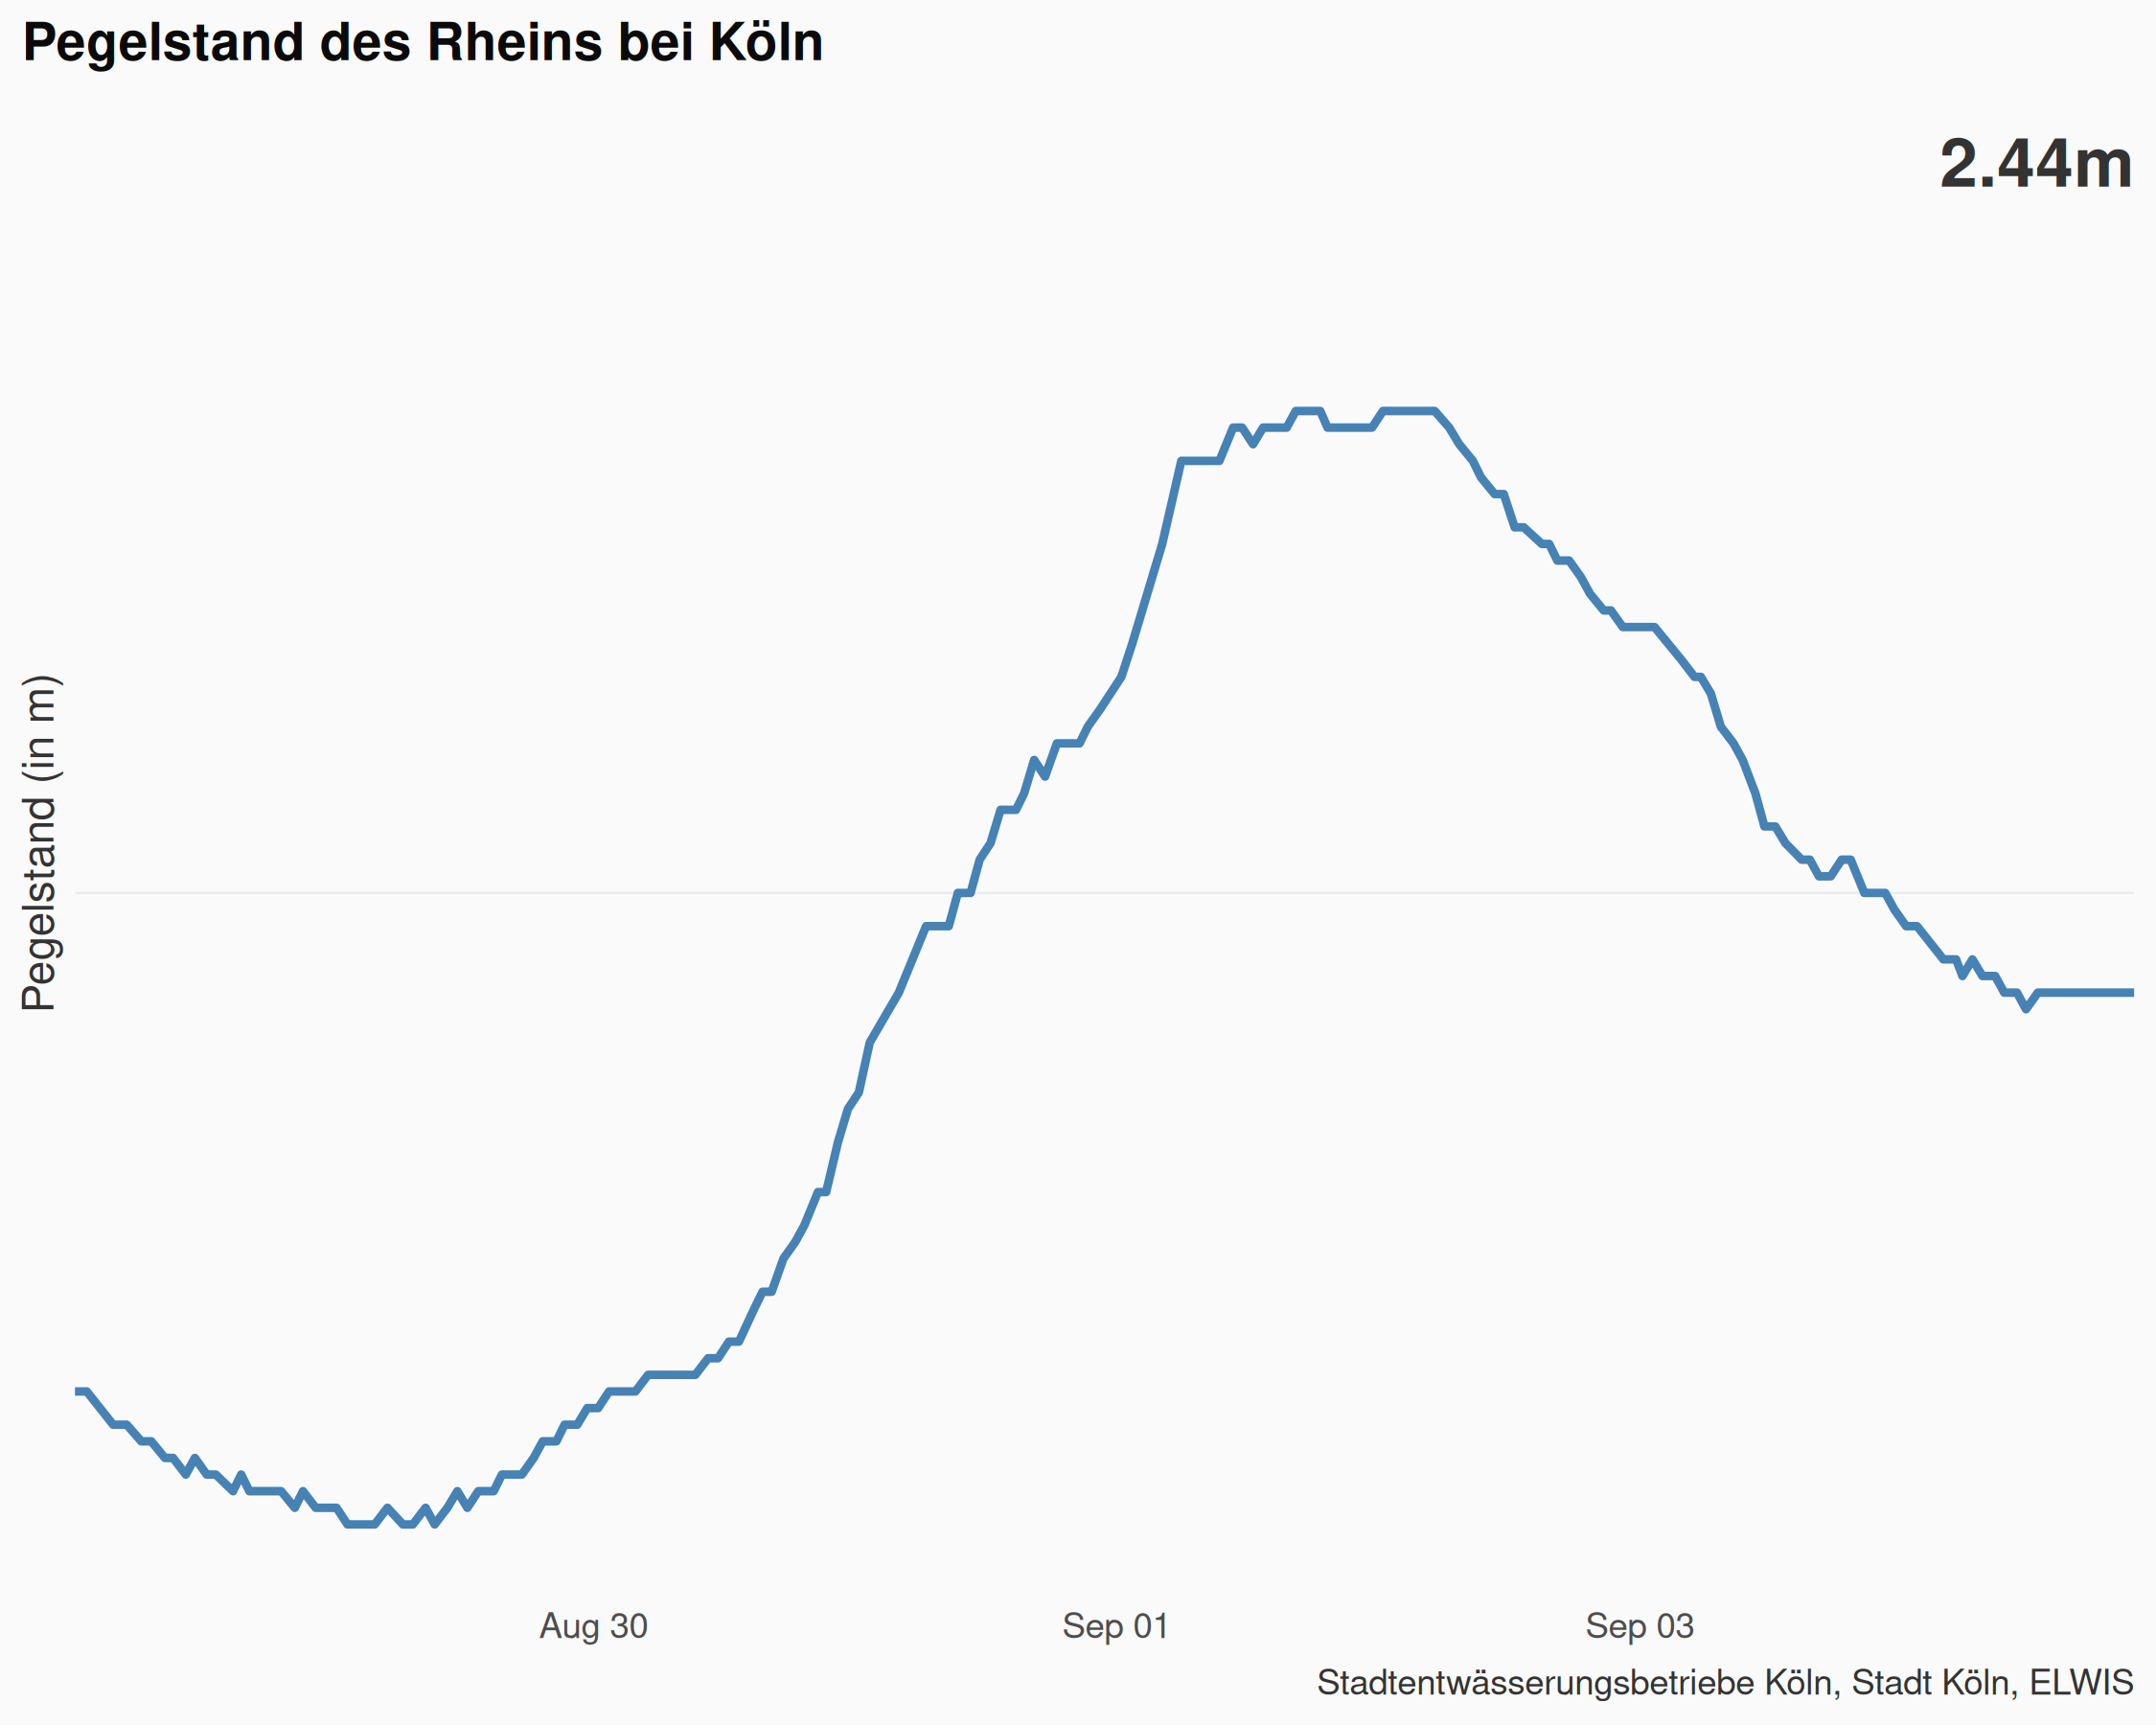 Pegelstand des Rheins bei Köln
2.44m
Pegelstand (in m)
Aug 30
Sep 01
Sep 03
Stadtentwässerungsbetriebe Köln, Stadt Köln, ELWIS